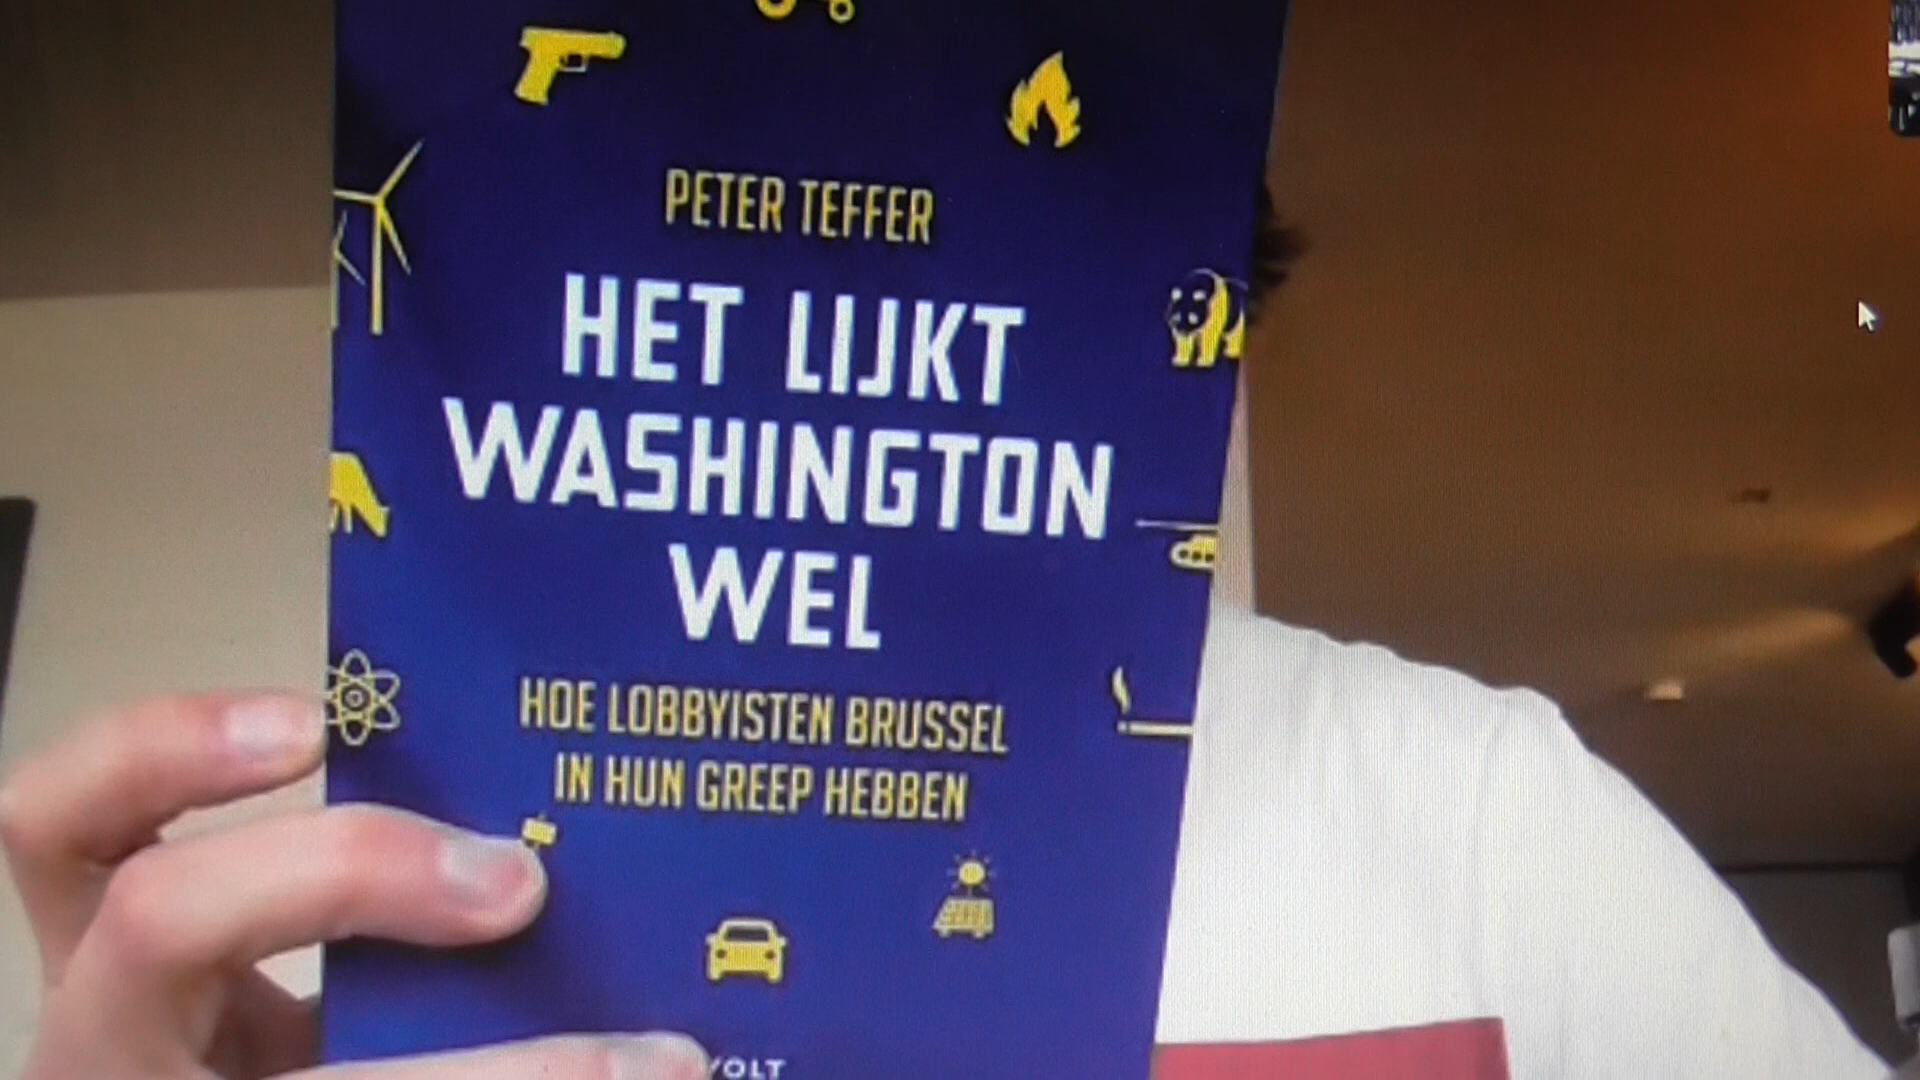 PETER TEFFER
HET LIJKT
WASHINGTON
WEL
HOE LOBBYISTEN BRUSSEL
IN HUN GREEP HEBBEN